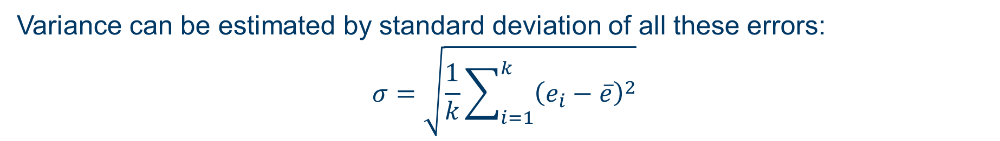 Variance can be estimated by standard deviation of all these errors:
σ = √(1/k ∑_{i=1}^{k} (e_i − ē)²)